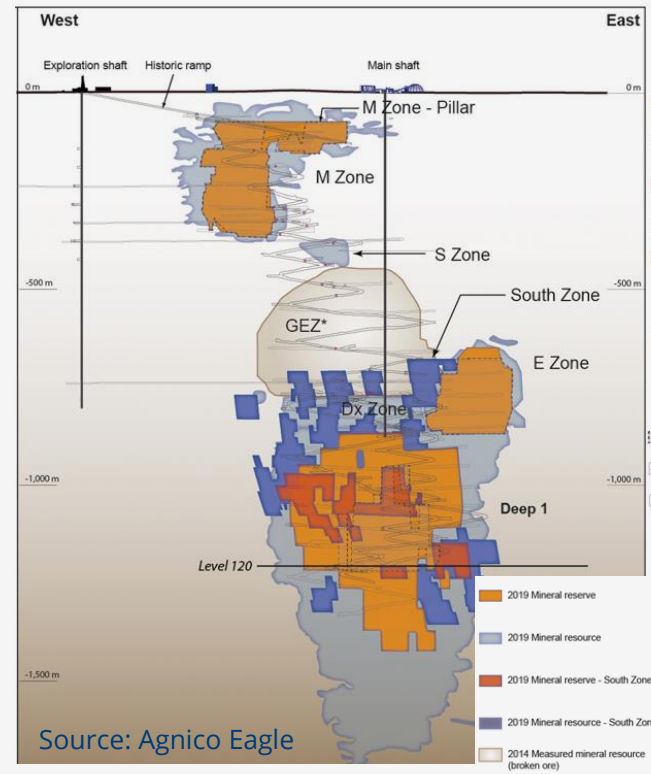 West
East
Exploration shaft
Historic ramp
Main shaft
0 m
0 m
M Zone - Pillar
M Zone
S Zone
-500 m
-500 m
South Zone
GEZ*
E Zone
Dx Zone
-1,000 m
-1,000 m
Deep 1
Level 120
2019 Mineral reserve
2019 Mineral resource
-1,500 m
2019 Mineral reserve - South Zone
2019 Mineral resource - South Zon
Source: Agnico Eagle
2014 Measured mineral resource
(broken ore)